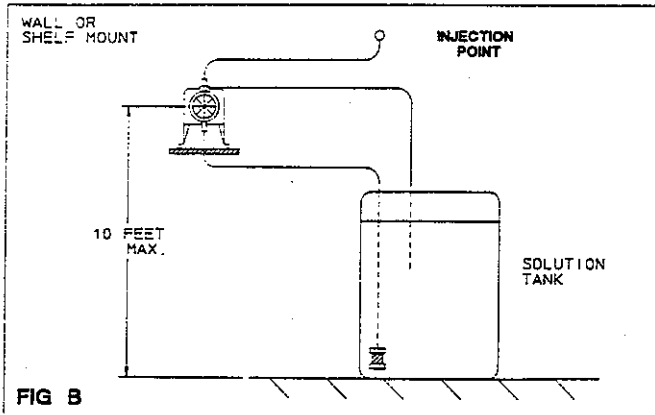 WALL OR
SHELF MOUNT
INJECTION
POINT
10 FEET
MAX.
SOLUTION
TANK
FIG B